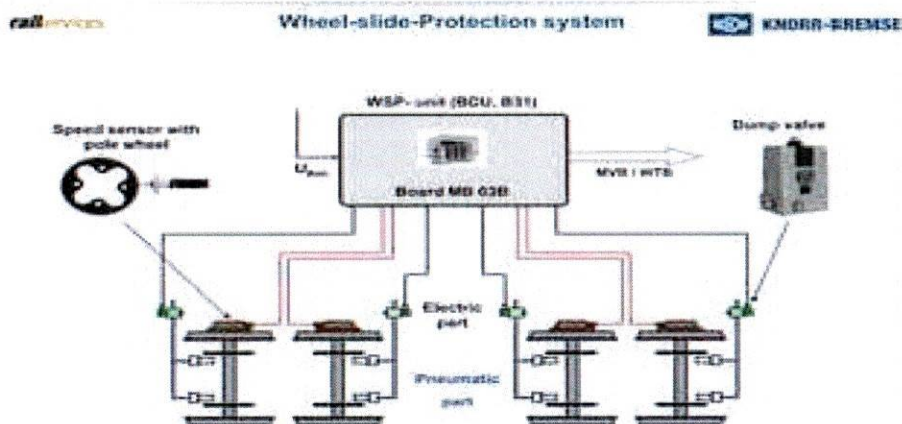 railservices
Wheel-slide-Protection system
KNORR-BREMSE
WSP- unit (BCU, B31)
Speed sensor with
pole wheel
Dump valve
MVB / WTB
Board MB 03B
Electric
part
Pneumatic
part